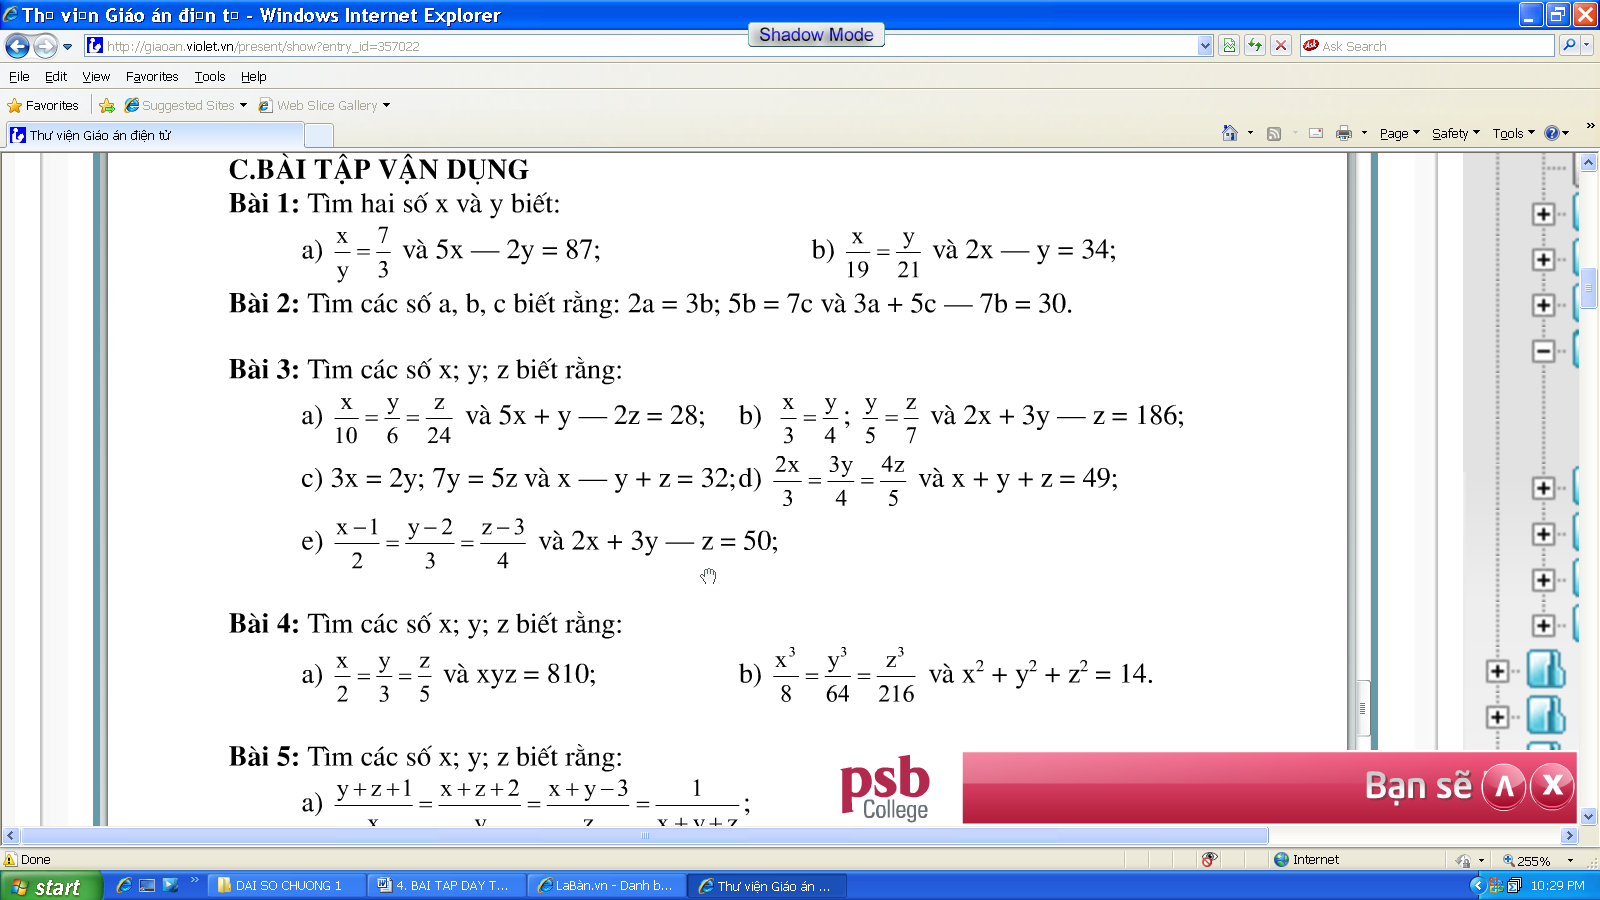 Thư viện Giáo án điện tử - Windows Internet Explorer
Shadow Mode
http://giaoan.violet.vn/present/show?entry_id=357022
Ask Search
File Edit View Favorites Tools Help
Favorites Suggested Sites Web Slice Gallery
Thư viện Giáo án điện tử
Page Safety Tools
C.BÀI TẬP VẬN DỤNG
Bài 1: Tìm hai số x và y biết:
a) x/y = 7/3 và 5x — 2y = 87; b) x/19 = y/21 và 2x — y = 34;
Bài 2: Tìm các số a, b, c biết rằng: 2a = 3b; 5b = 7c và 3a + 5c — 7b = 30.
Bài 3: Tìm các số x; y; z biết rằng:
a) x/10 = y/6 = z/24 và 5x + y — 2z = 28; b) x/3 = y/4; y/5 = z/7 và 2x + 3y — z = 186;
c) 3x = 2y; 7y = 5z và x — y + z = 32; d) 2x/3 = 3y/4 = 4z/5 và x + y + z = 49;
e) x−1/2 = y−2/3 = z−3/4 và 2x + 3y — z = 50;
Bài 4: Tìm các số x; y; z biết rằng:
a) x/2 = y/3 = z/5 và xyz = 810; b) x³/8 = y³/64 = z³/216 và x² + y² + z² = 14.
Bài 5: Tìm các số x; y; z biết rằng:
a) y+z+1/x = x+z+2/y = x+y−3/z = 1/x+y+z;
psb College
Bạn sẽ
Done Internet 255%
start DAI SO CHUONG 1 4. BAI TAP DAY T... LaBàn.vn - Danh b... Thư viện Giáo án ... 10:29 PM